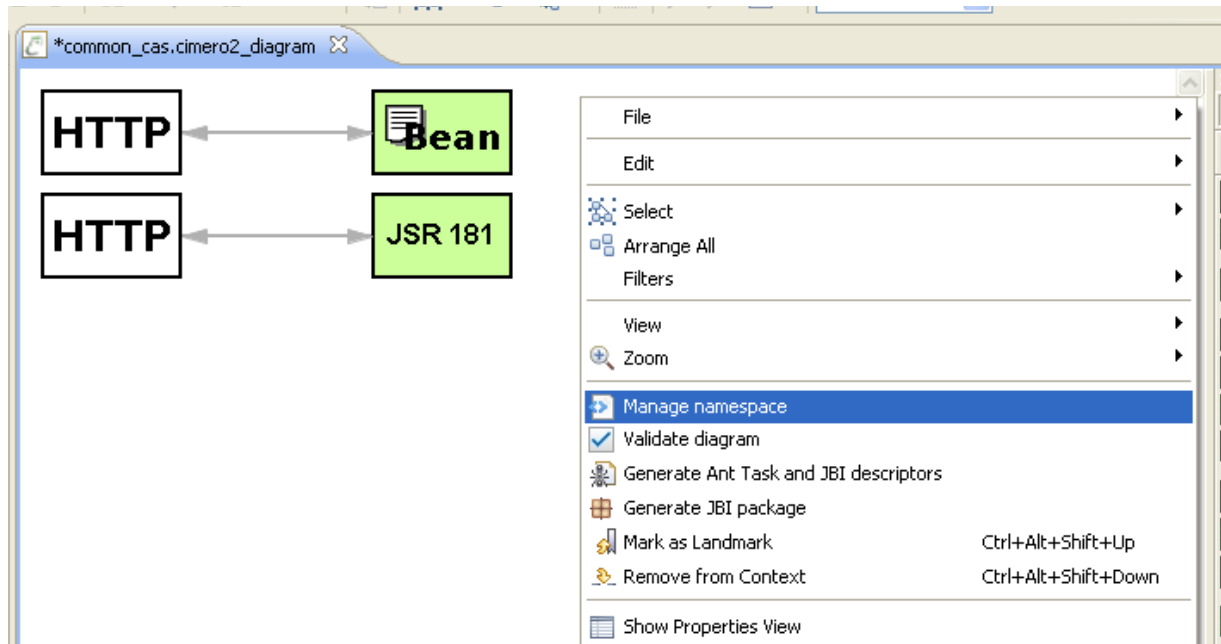 *common_cas.cimero2_diagram
HTTP
Bean
HTTP
JSR 181
File
Edit
Select
Arrange All
Filters
View
Zoom
Manage namespace
Validate diagram
Generate Ant Task and JBI descriptors
Generate JBI package
Mark as Landmark Ctrl+Alt+Shift+Up
Remove from Context Ctrl+Alt+Shift+Down
Show Properties View